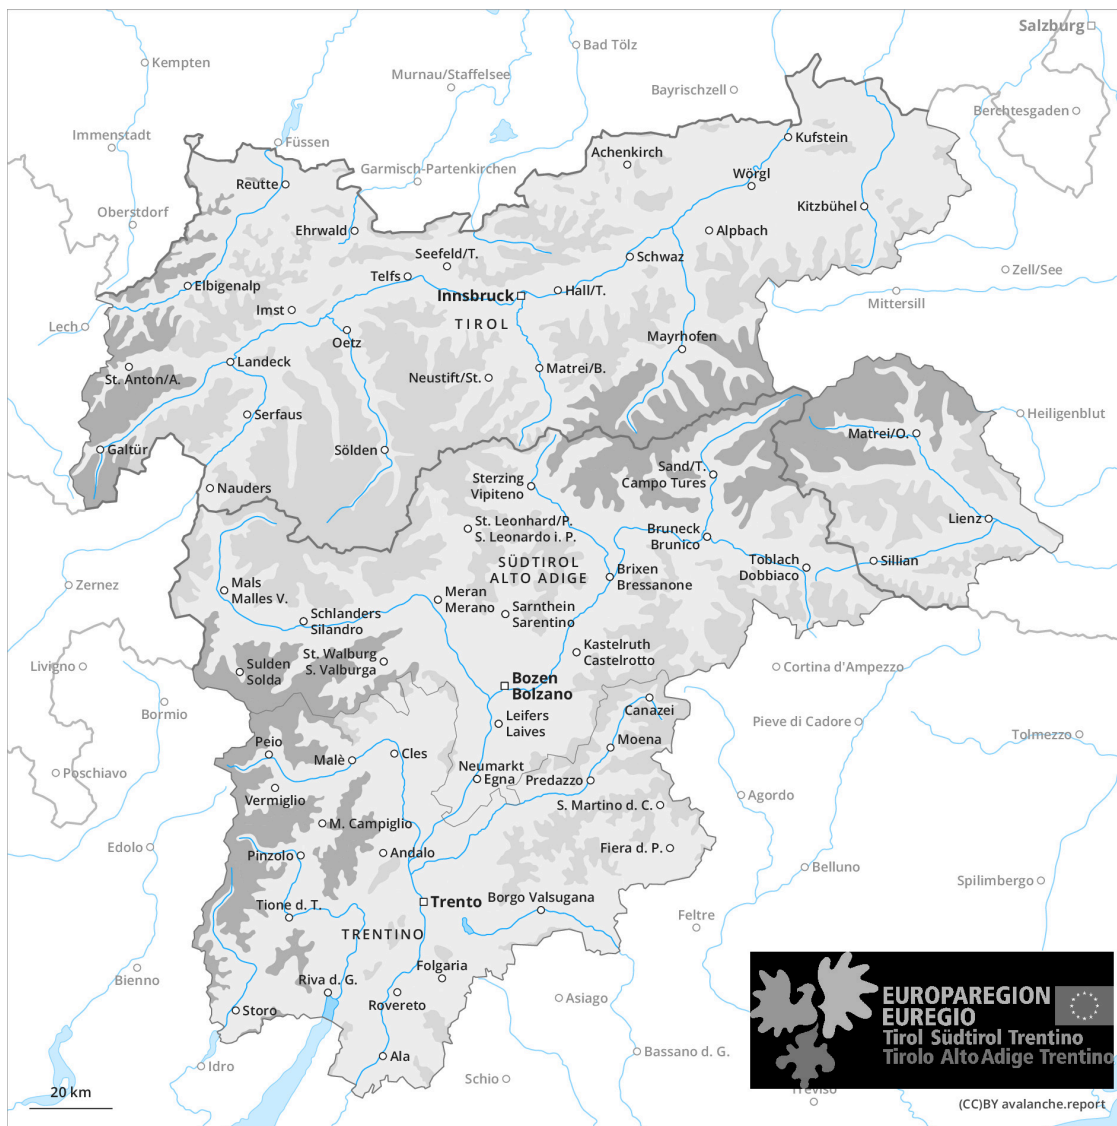 Salzburg
Bad Tölz
Kempten
Murnau/Staffelsee
Bayrischzell
Berchtesgaden
Immenstadt
Füssen
Kufstein
Achenkirch
Garmisch-Partenkirchen
Wörgl
Reutte
Kitzbühel
Oberstdorf
Ehrwald
Alpbach
Seefeld/T.
Schwaz
Zell/See
Telfs
Elbigenalp
Hall/T.
Innsbruck
Mittersill
Imst
TIROL
Lech
Oetz
Mayrhofen
Landeck
Matrei/B.
St. Anton/A.
Neustift/St.
Serfaus
Heiligenblut
Matrei/O.
Galtür
Sölden
Sand/T.
Campo Tures
Sterzing
Vipiteno
Nauders
Lienz
St. Leonhard/P.
S. Leonardo i. P.
Bruneck
Brunico
SÜDTIROL
ALTO ADIGE
Toblach
Dobbiaco
Sillian
Brixen
Bressanone
Zernez
Mals
Malles V.
Meran
Merano
Schlanders
Silandro
Sarnthein
Sarentino
Kastelruth
Castelrotto
St. Walburg
S. Valburga
Livigno
Sulden
Solda
Cortina d'Ampezzo
Bozen
Bolzano
Bormio
Canazei
Leifers
Laives
Pieve di Cadore
Tolmezzo
Peio
Moena
Cles
Malè
Neumarkt
Egna
Predazzo
Poschiavo
Vermiglio
Agordo
S. Martino d. C.
M. Campiglio
Edolo
Fiera d. P.
Andalo
Pinzolo
Belluno
Spilimbergo
Borgo Valsugana
Trento
Tione d. T.
Feltre
TRENTINO
Bienno
Folgaria
Riva d. G.
Rovereto
Asiago
Storo
EUROPAREGION
EUREGIO
Tirol Südtirol Trentino
Tirolo Alto Adige Trentino
Ala
Bassano d. G.
Idro
Schio
Treviso
20 km
(CC)BY avalanche.report